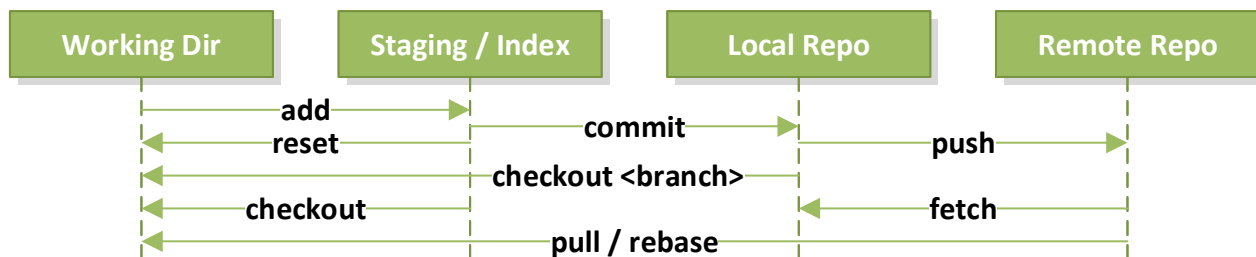 Working Dir
Staging / Index
Local Repo
Remote Repo
add
commit
reset
push
checkout <branch>
checkout
fetch
pull / rebase